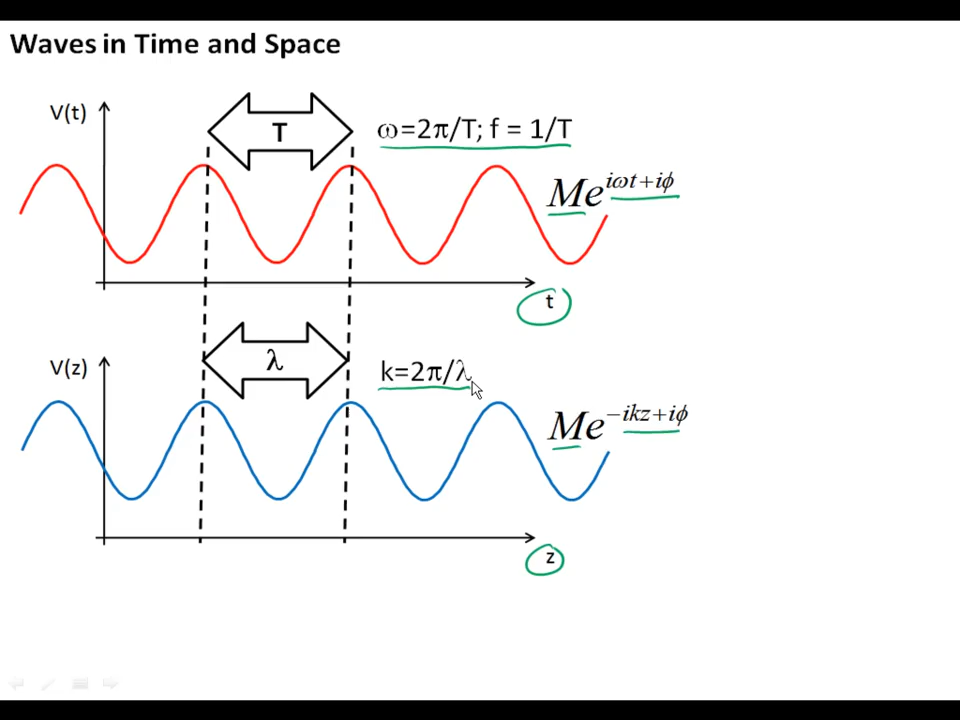 Waves in Time and Space
V(t)
T
ω=2π/T; f = 1/T
Me^{iωt+iϕ}
t
V(z)
λ
k=2π/λ
Me^{-ikz+iϕ}
z